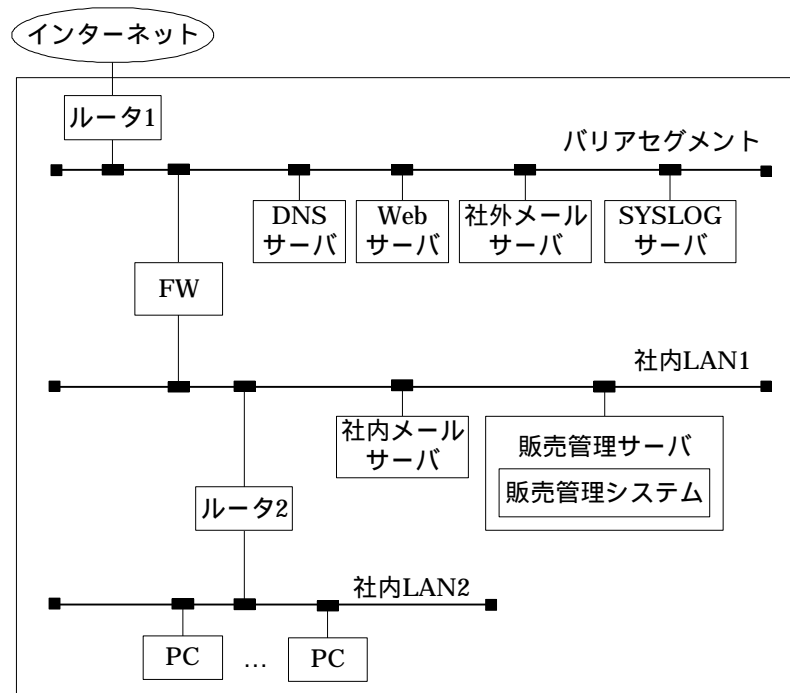 インターネット
ルータ1
バリアセグメント
DNS
サーバ
Web
サーバ
社外メール
サーバ
SYSLOG
サーバ
FW
社内LAN1
社内メール
サーバ
販売管理サーバ
販売管理システム
ルータ2
社内LAN2
PC
…
PC